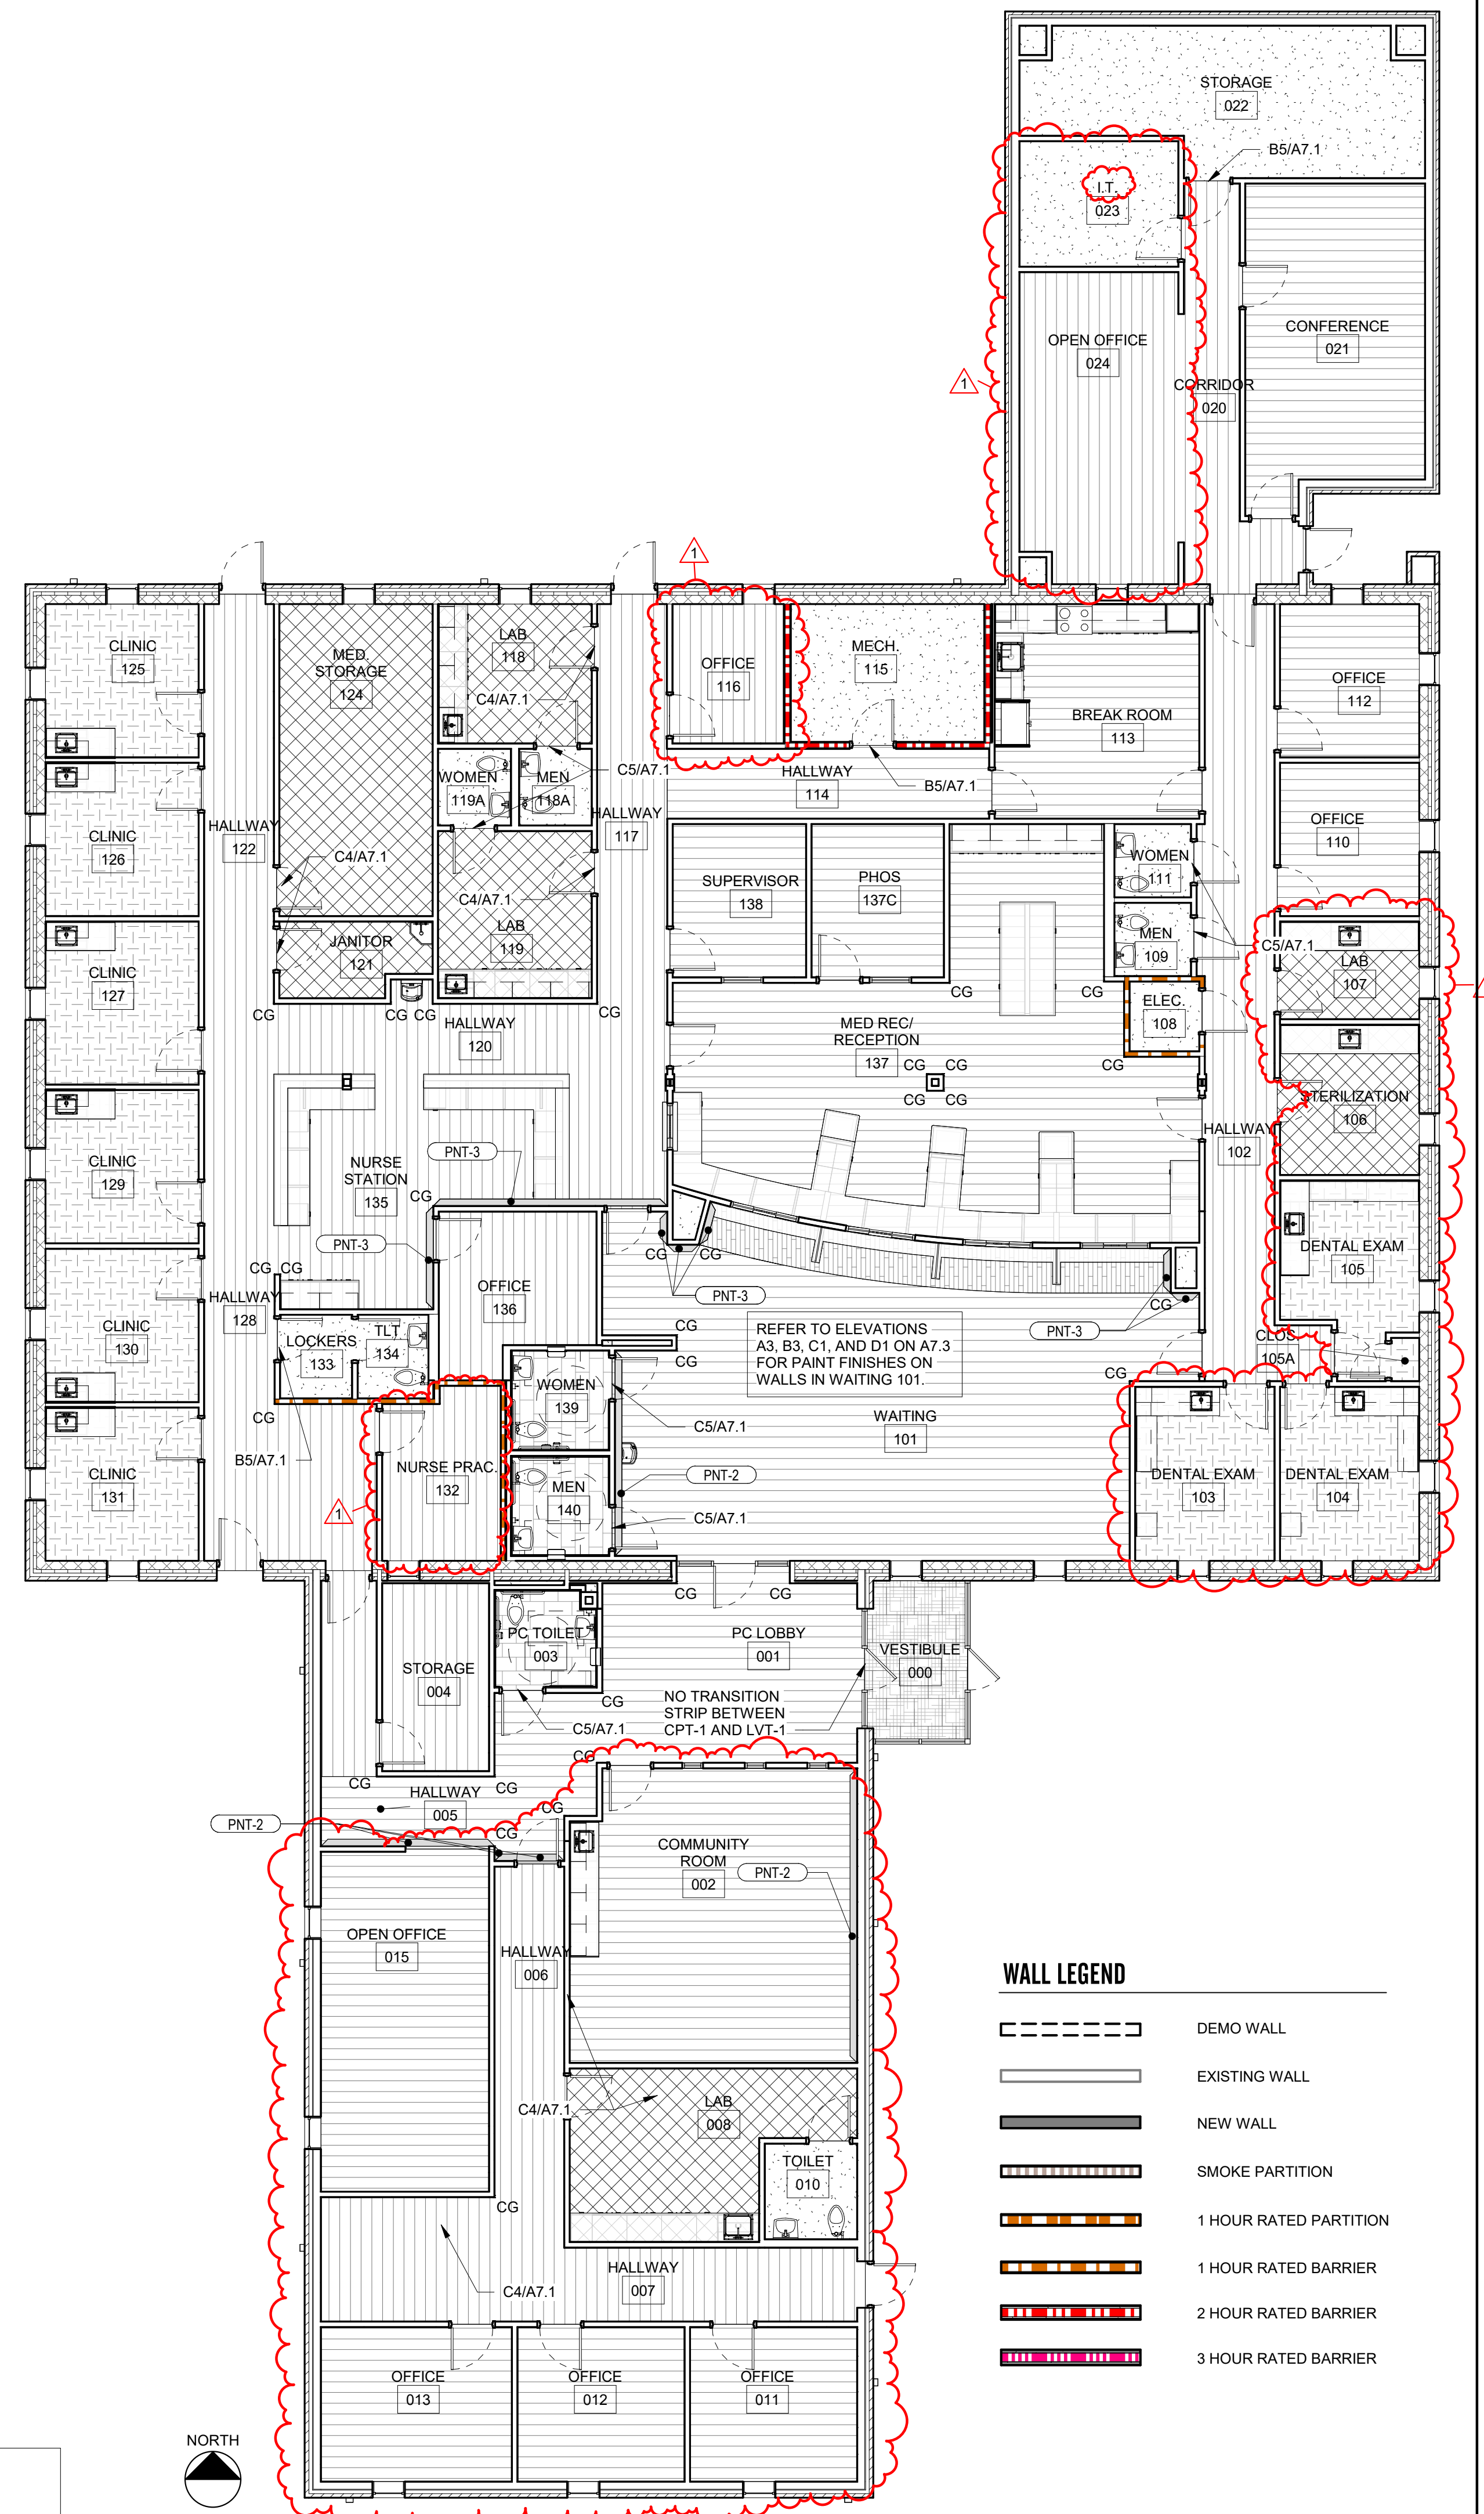 STORAGE
022
B5/A7.1
I.T.
023
OPEN OFFICE
024
CONFERENCE
021
CORRIDOR
020
1
1
CLINIC
125
MED.
STORAGE
124
LAB
118
C4/A7.1
OFFICE
116
MECH.
115
BREAK ROOM
113
OFFICE
112
WOMEN
119A
MEN
118A
C5/A7.1
HALLWAY
114
B5/A7.1
HALLWAY
117
CLINIC
126
HALLWAY
122
C4/A7.1
OFFICE
110
SUPERVISOR
138
PHOS
137C
WOMEN
111
C4/A7.1
LAB
119
JANITOR
121
MEN
109
C5/A7.1
LAB
107
CLINIC
127
CG
CG
CG
CG
HALLWAY
120
CG
CG
ELEC.
108
MED REC/
RECEPTION
137
CG
CG
CG
CG
CG
STERILIZATION
106
HALLWAY
102
CLINIC
129
NURSE
STATION
135
PNT-3
CG
PNT-3
DENTAL EXAM
105
CG
CG
PNT-3
CG
CG
CG
OFFICE
136
CLINIC
130
HALLWAY
128
LOCKERS
133
TLT
134
CG
CG
REFER TO ELEVATIONS
A3, B3, C1, AND D1 ON A7.3
FOR PAINT FINISHES ON
WALLS IN WAITING 101.
PNT-3
CLOS
105A
CG
WOMEN
139
CG
WAITING
101
C5/A7.1
B5/A7.1
NURSE PRAC.
132
PNT-2
MEN
140
C5/A7.1
1
CLINIC
131
DENTAL EXAM
103
DENTAL EXAM
104
CG
CG
PC TOILET
003
PC LOBBY
001
VESTIBULE
000
STORAGE
004
CG
NO TRANSITION
STRIP BETWEEN
CPT-1 AND LVT-1
C5/A7.1
CG
CG
CG
HALLWAY
005
CG
PNT-2
CG
COMMUNITY
ROOM
002
PNT-2
OPEN OFFICE
015
HALLWAY
006
C4/A7.1
LAB
008
TOILET
010
CG
HALLWAY
007
C4/A7.1
OFFICE
013
OFFICE
012
OFFICE
011
NORTH
WALL LEGEND
DEMO WALL
EXISTING WALL
NEW WALL
SMOKE PARTITION
1 HOUR RATED PARTITION
1 HOUR RATED BARRIER
2 HOUR RATED BARRIER
3 HOUR RATED BARRIER